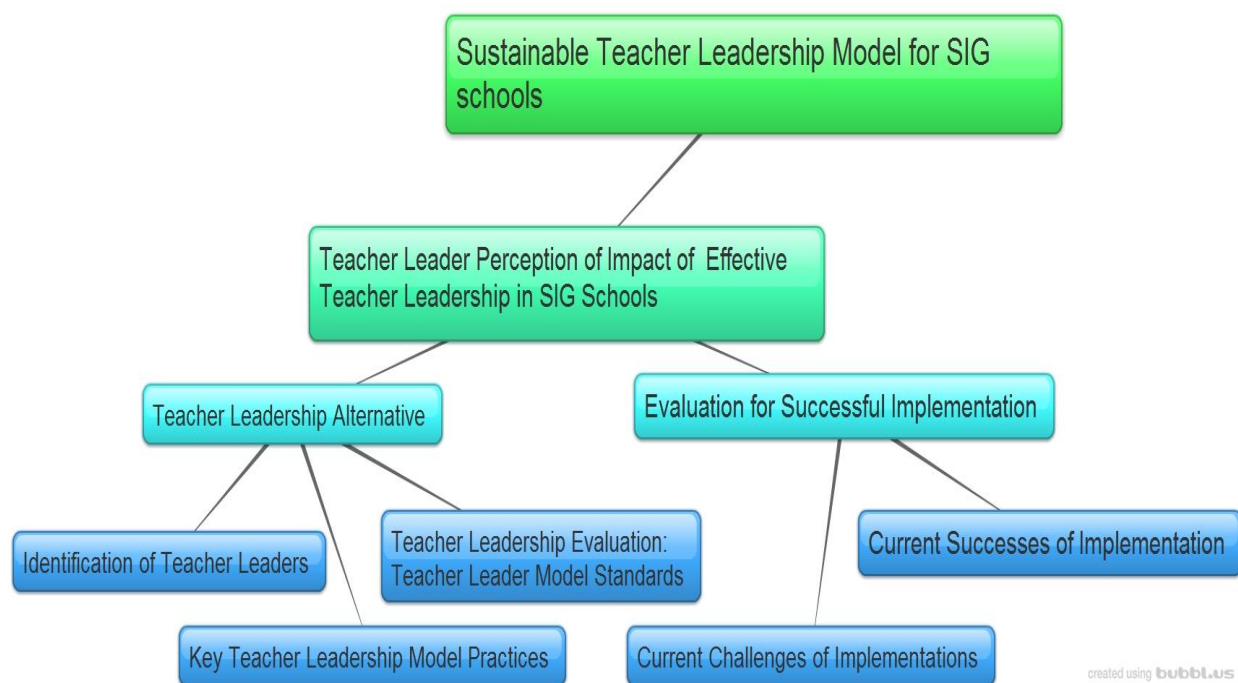 Sustainable Teacher Leadership Model for SIG
schools
Teacher Leader Perception of Impact of Effective
Teacher Leadership in SIG Schools
Teacher Leadership Alternative
Evaluation for Successful Implementation
Identification of Teacher Leaders
Teacher Leadership Evaluation:
Teacher Leader Model Standards
Current Successes of Implementation
Key Teacher Leadership Model Practices
Current Challenges of Implementations
created using bubbl.us